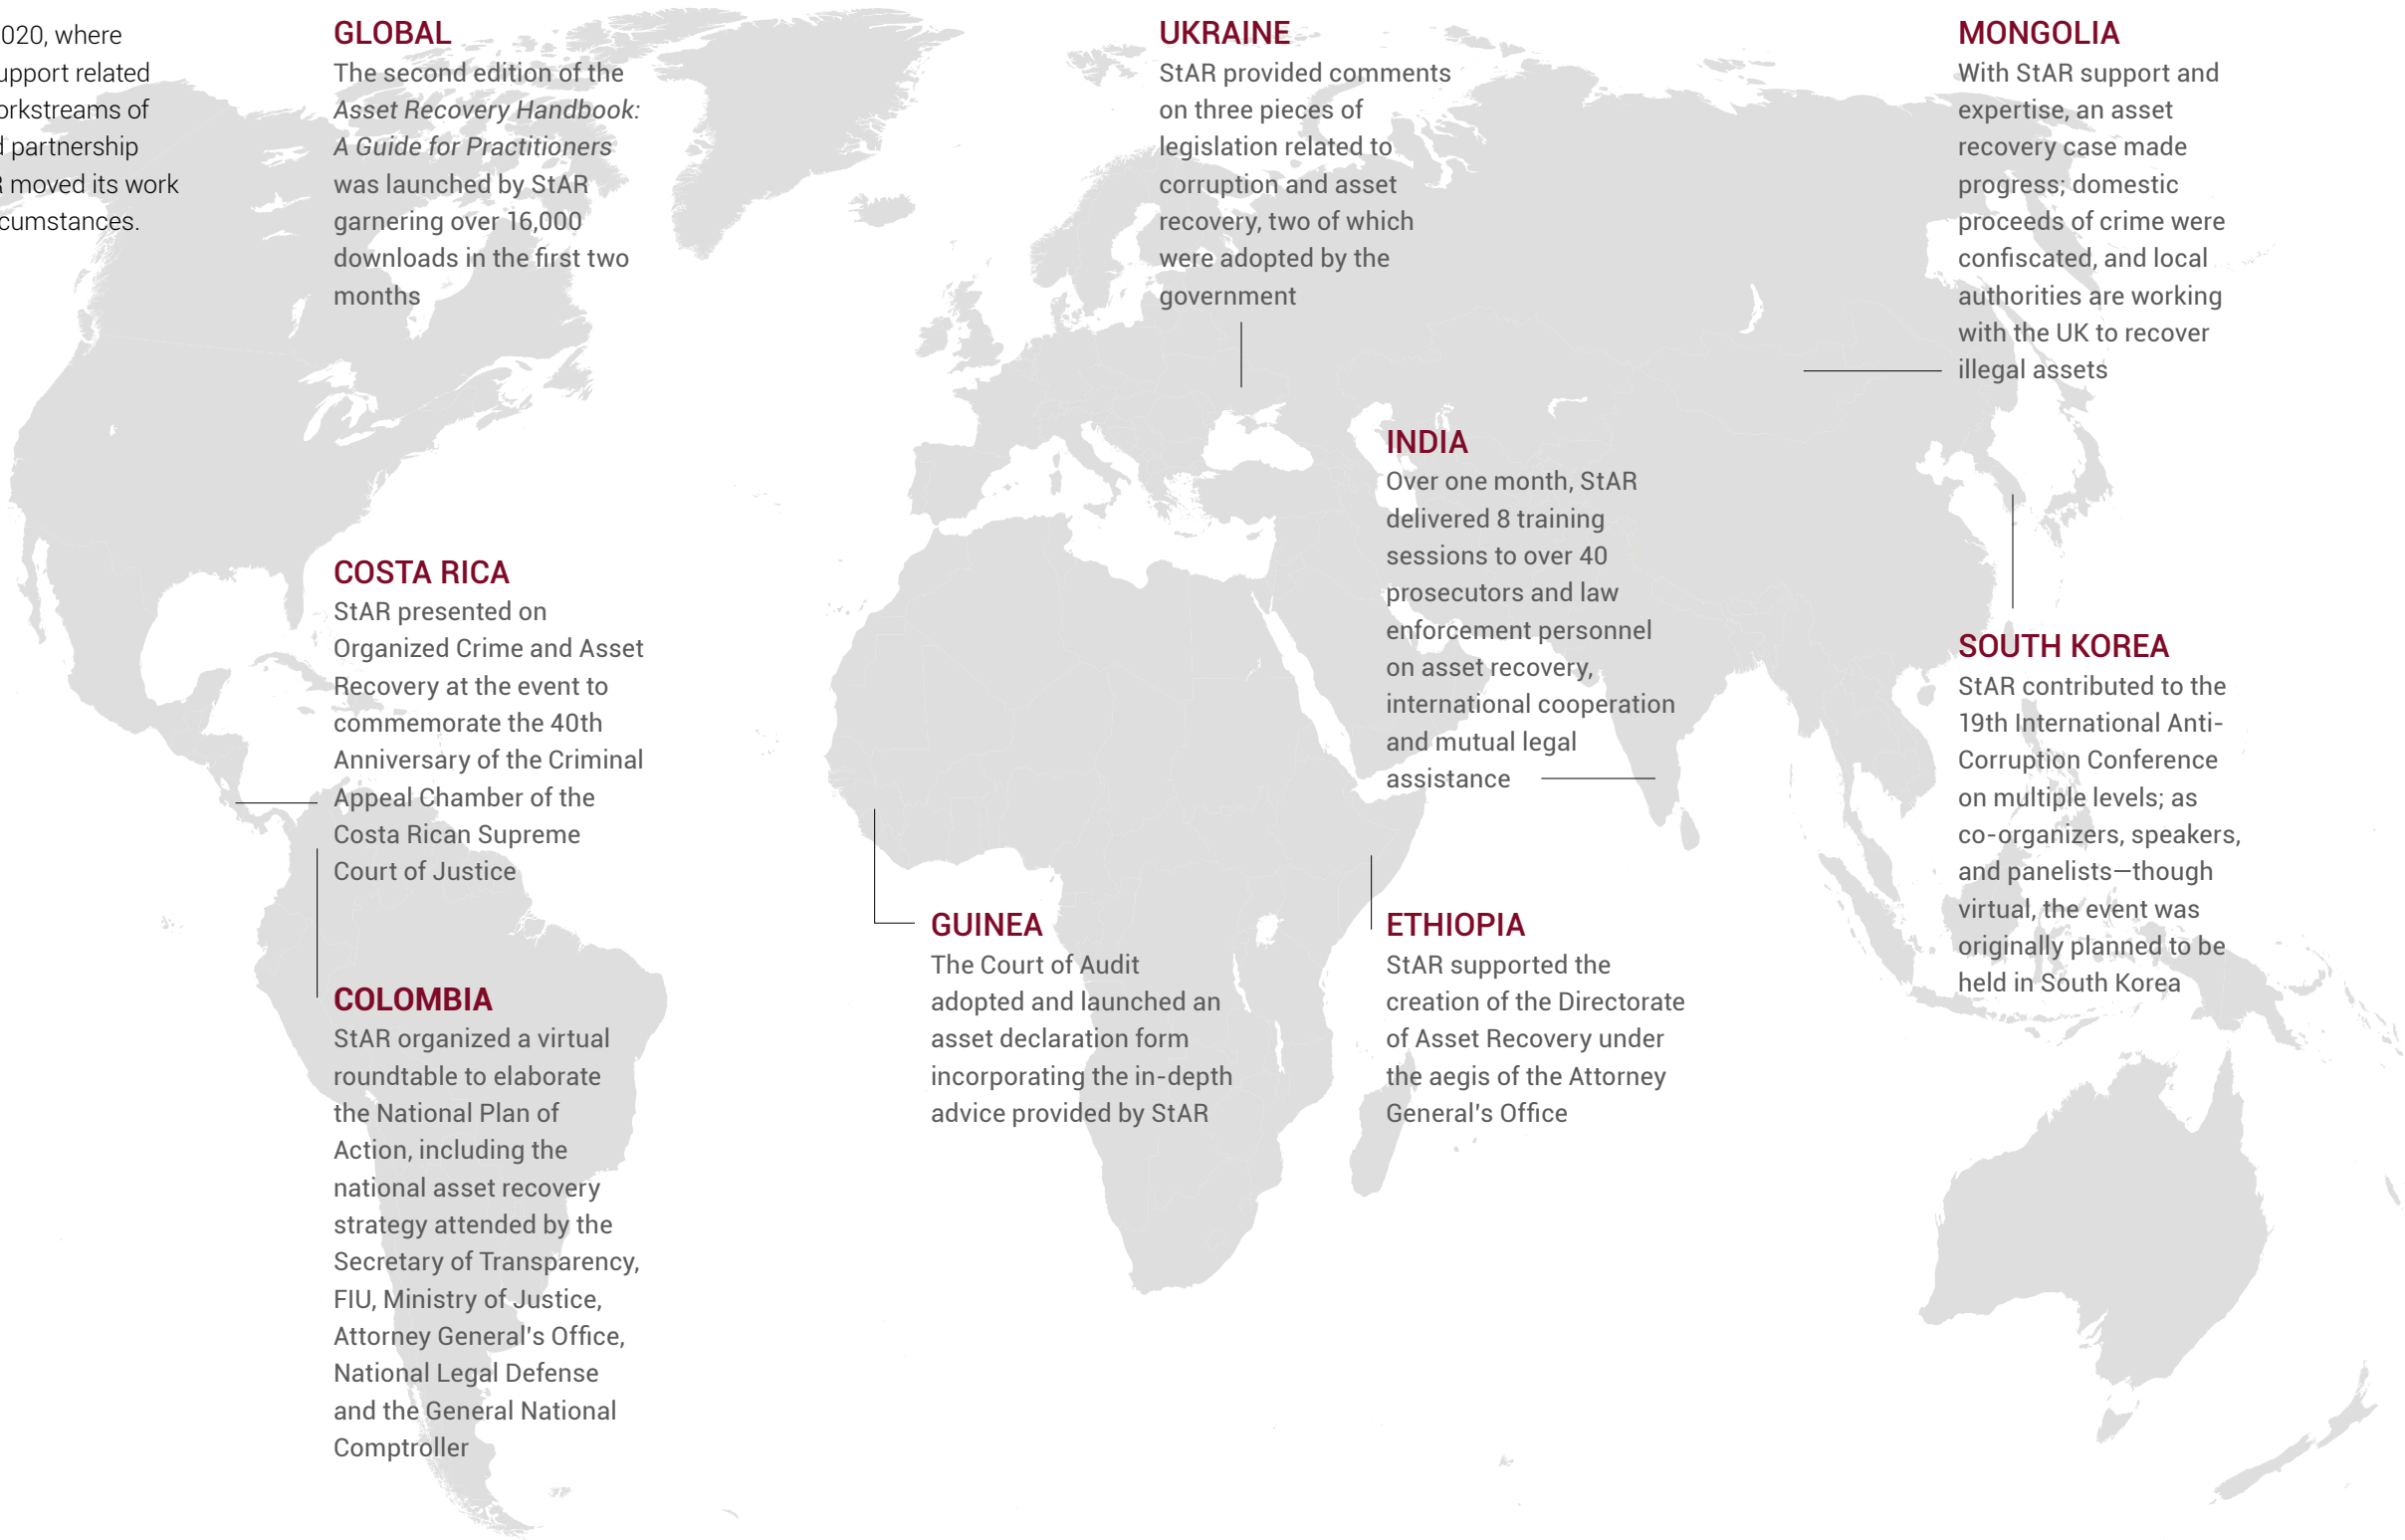 020, where
upport related
orkstreams of
d partnership
R moved its work
cumstances.
GLOBAL
The second edition of the
Asset Recovery Handbook:
A Guide for Practitioners
was launched by StAR
garnering over 16,000
downloads in the first two
months
COSTA RICA
StAR presented on
Organized Crime and Asset
Recovery at the event to
commemorate the 40th
Anniversary of the Criminal
Appeal Chamber of the
Costa Rican Supreme
Court of Justice
COLOMBIA
StAR organized a virtual
roundtable to elaborate
the National Plan of
Action, including the
national asset recovery
strategy attended by the
Secretary of Transparency,
FIU, Ministry of Justice,
Attorney General's Office,
National Legal Defense
and the General National
Comptroller
UKRAINE
StAR provided comments
on three pieces of
legislation related to
corruption and asset
recovery, two of which
were adopted by the
government
GUINEA
The Court of Audit
adopted and launched an
asset declaration form
incorporating the in-depth
advice provided by StAR
INDIA
Over one month, StAR
delivered 8 training
sessions to over 40
prosecutors and law
enforcement personnel
on asset recovery,
international cooperation
and mutual legal
assistance
ETHIOPIA
StAR supported the
creation of the Directorate
of Asset Recovery under
the aegis of the Attorney
General's Office
MONGOLIA
With StAR support and
expertise, an asset
recovery case made
progress; domestic
proceeds of crime were
confiscated, and local
authorities are working
with the UK to recover
illegal assets
SOUTH KOREA
StAR contributed to the
19th International Anti-
Corruption Conference
on multiple levels; as
co-organizers, speakers,
and panelists—though
virtual, the event was
originally planned to be
held in South Korea